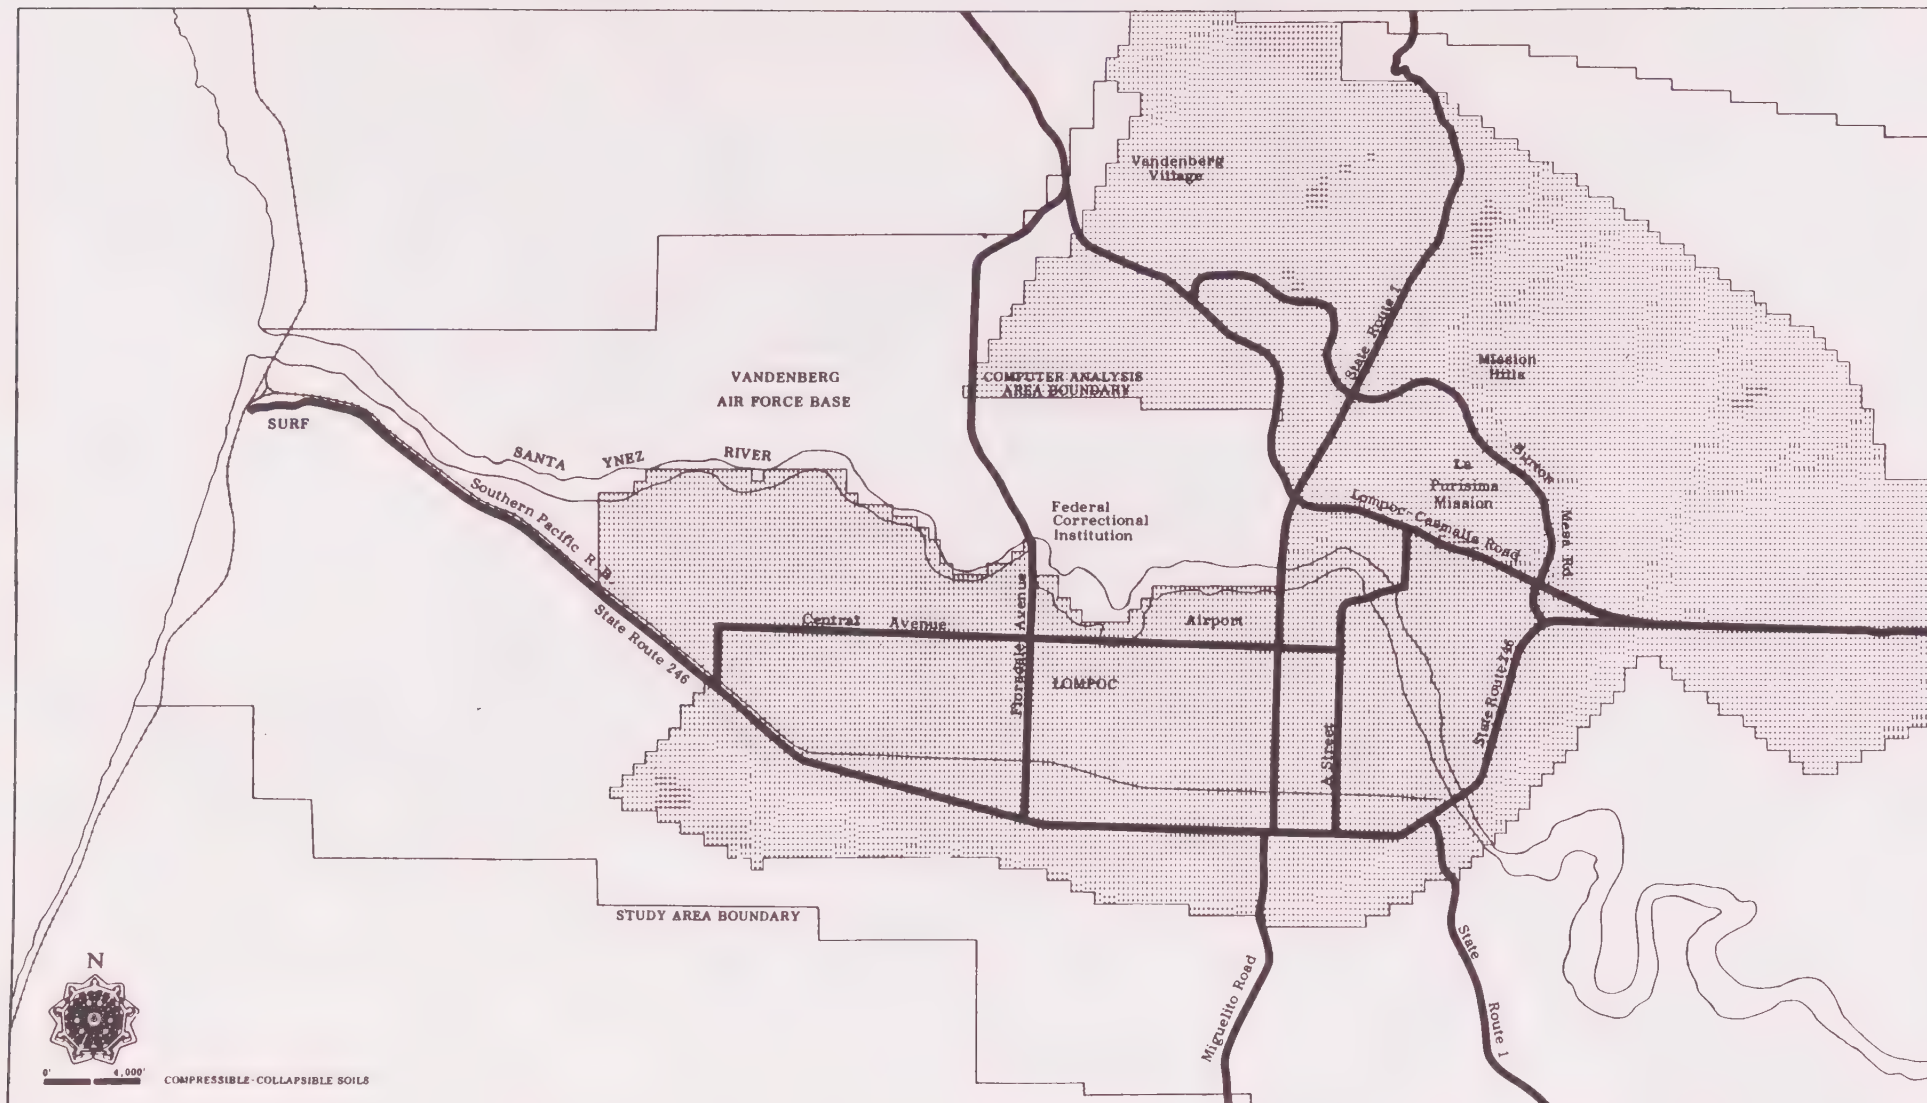 Vandenberg
Village
State Route 1
Mission
Hills
VANDENBERG
AIR FORCE BASE
COMPUTER ANALYSIS
AREA BOUNDARY
SURF
SANTA YNEZ RIVER
Southern Pacific R.R.
State Route 246
Federal
Correctional
Institution
La
Purisima
Mission
Lompoc-Casmalia Road
Burton Mesa Rd
Central Avenue
Floradale Avenue
Airport
LOMPOC
A Street
State Route 246
STUDY AREA BOUNDARY
Miguelito Road
State Route 1
N
0' 4,000'
COMPRESSIBLE-COLLAPSIBLE SOILS